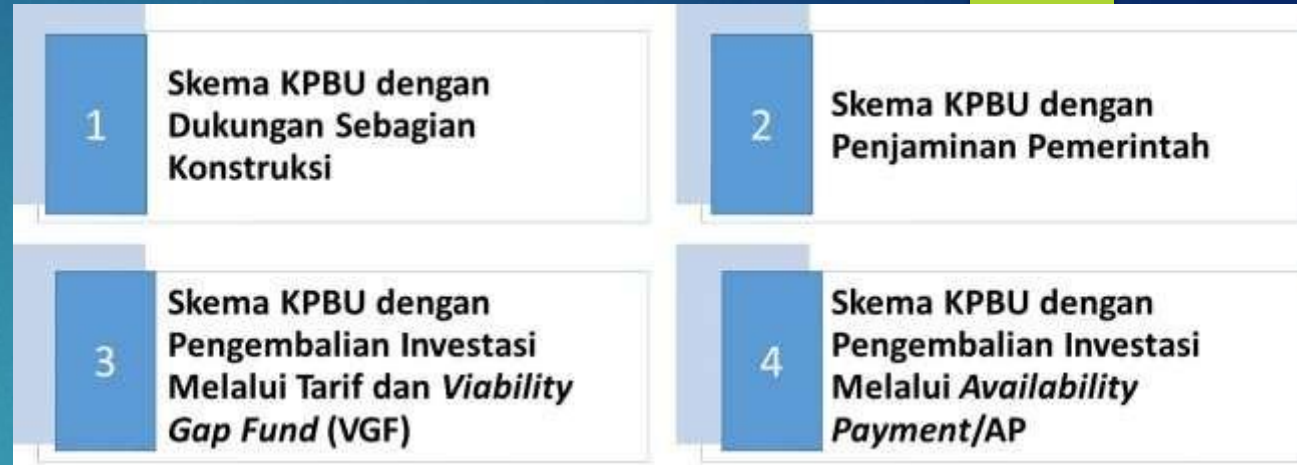 1
Skema KPBU dengan
Dukungan Sebagian
Konstruksi
2
Skema KPBU dengan
Penjaminan Pemerintah
3
Skema KPBU dengan
Pengembalian Investasi
Melalui Tarif dan Viability
Gap Fund (VGF)
4
Skema KPBU dengan
Pengembalian Investasi
Melalui Availability
Payment/AP